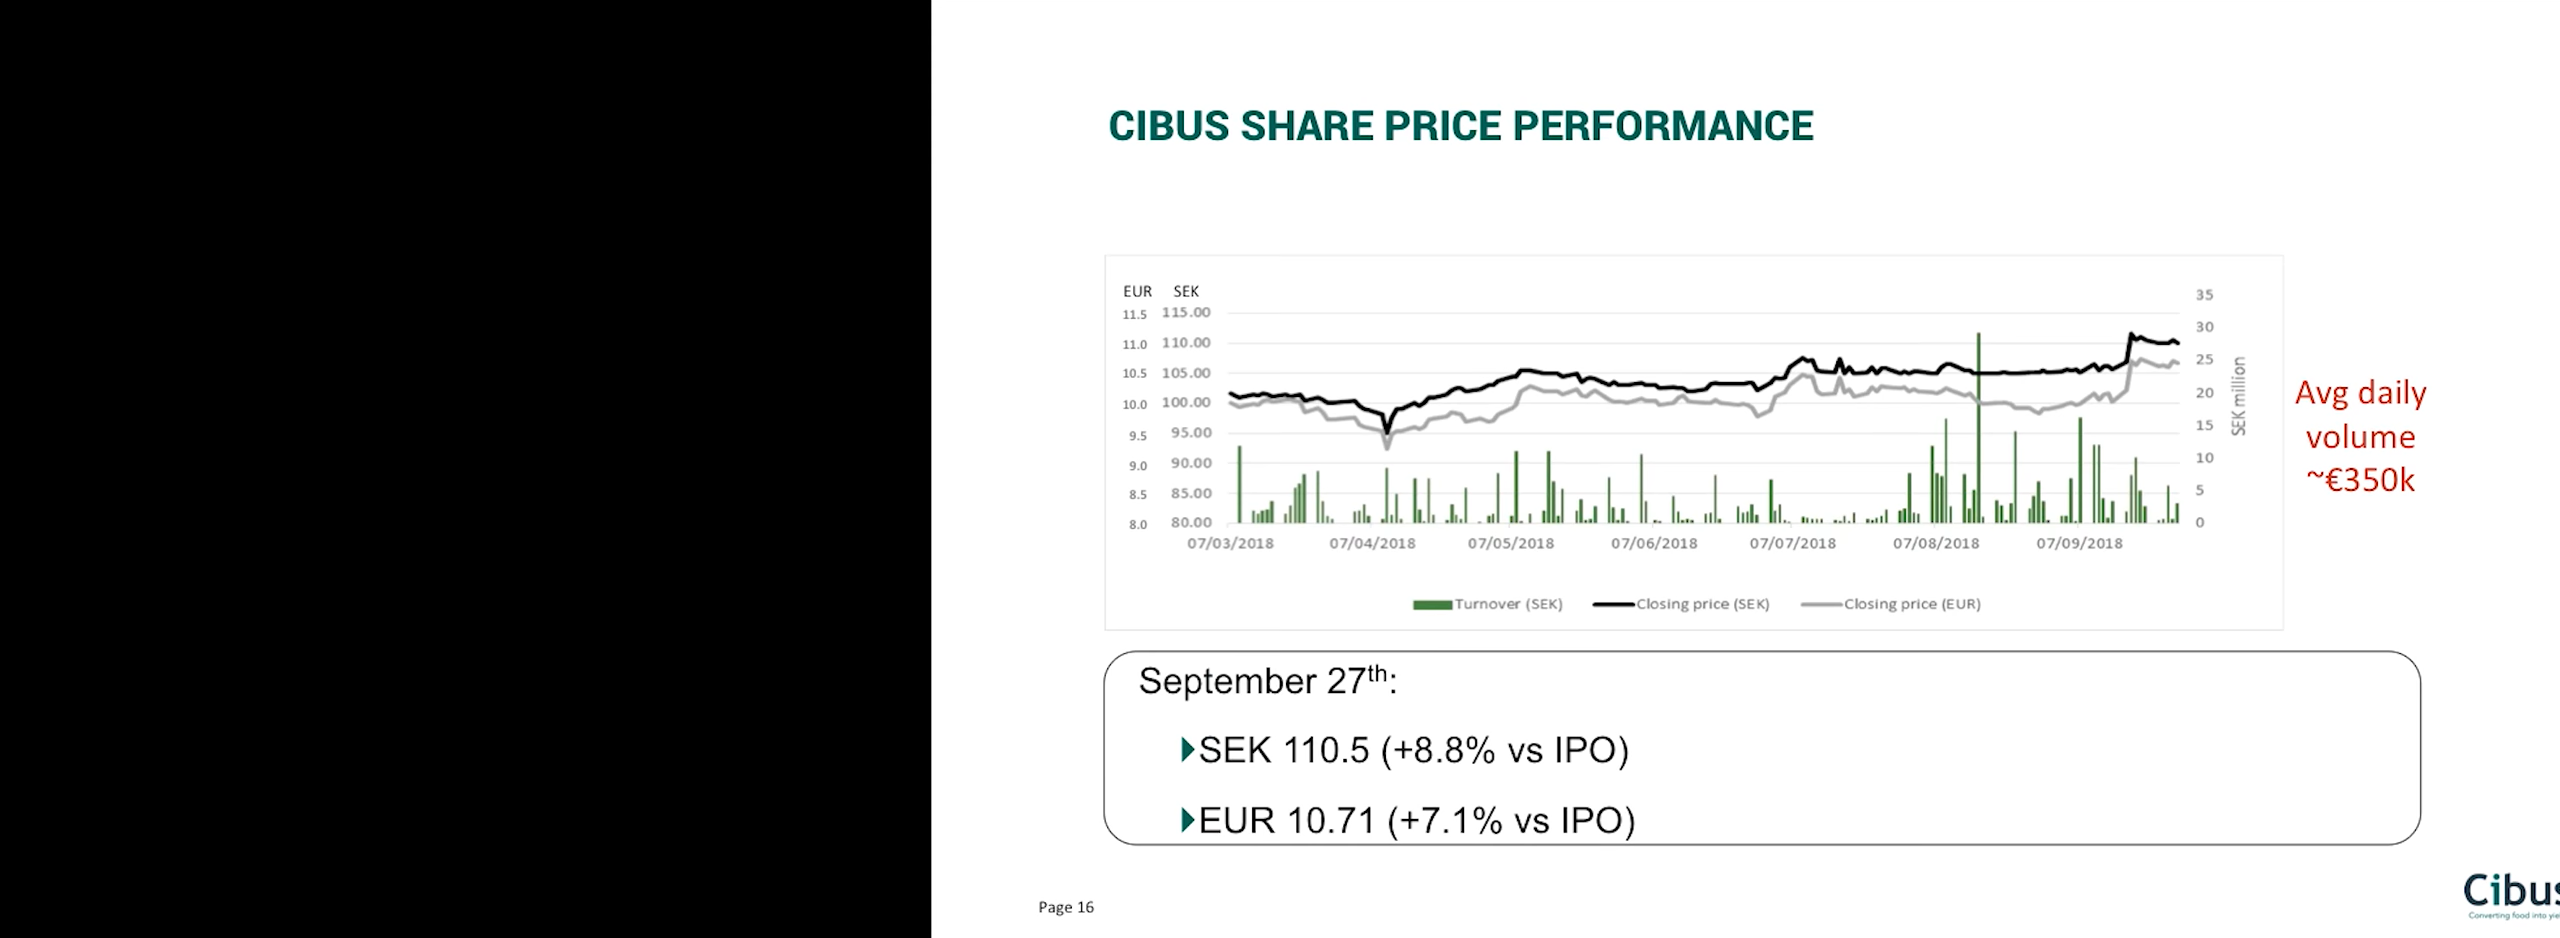 CIBUS SHARE PRICE PERFORMANCE
EUR SEK
11.5 115.00
11.0 110.00
10.5 105.00
10.0 100.00
9.5 95.00
9.0 90.00
8.5 85.00
8.0 80.00
35
30
25
20
15
10
5
0
SEK million
07/03/2018 07/04/2018 07/05/2018 07/06/2018 07/07/2018 07/08/2018 07/09/2018
Turnover (SEK) Closing price (SEK) Closing price (EUR)
Avg daily
volume
~€350k
September 27th:
SEK 110.5 (+8.8% vs IPO)
EUR 10.71 (+7.1% vs IPO)
Page 16
Cibus
Converting food into yie